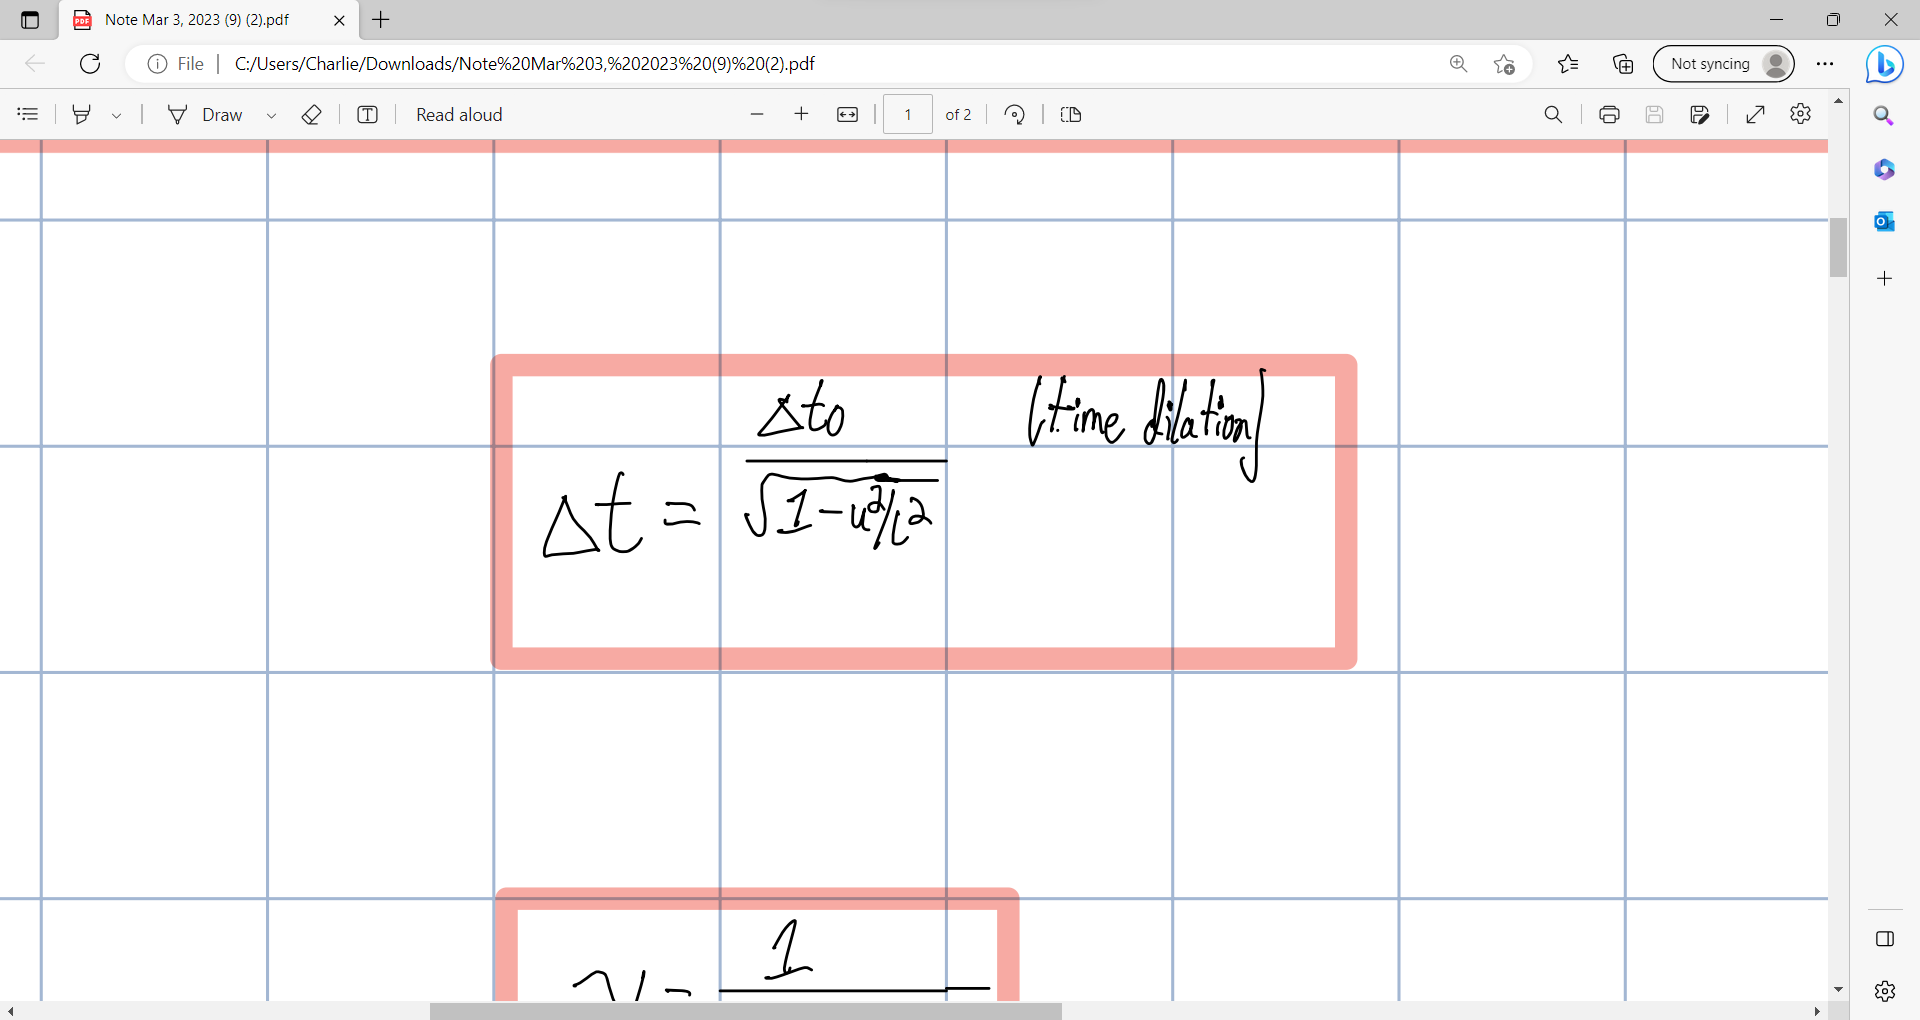 Note Mar 3, 2023 (9) (2).pdf
File C:/Users/Charlie/Downloads/Note%20Mar%203,%202023%20(9)%20(2).pdf
Not syncing
Draw
Read aloud
1 of 2
Δt₀ (time dilation)
Δt = √1-u²/c²
1
γ =